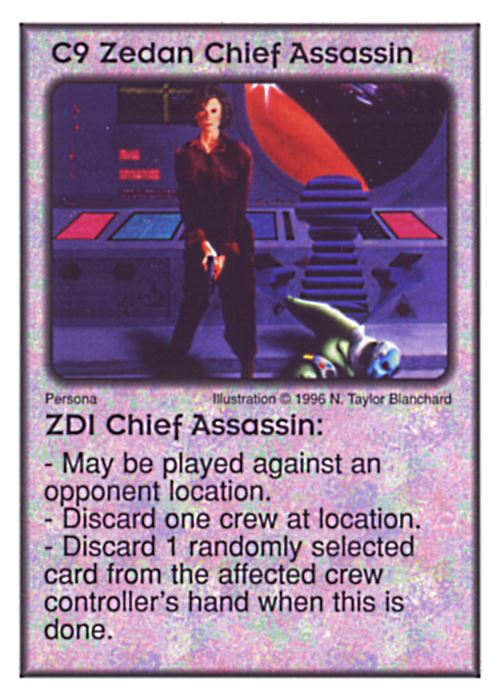 C9 Zedan Chief Assassin
Persona Illustration © 1996 N. Taylor Blanchard
ZDI Chief Assassin:
- May be played against an
opponent location.
- Discard one crew at location.
- Discard 1 randomly selected
card from the affected crew
controller's hand when this is
done.